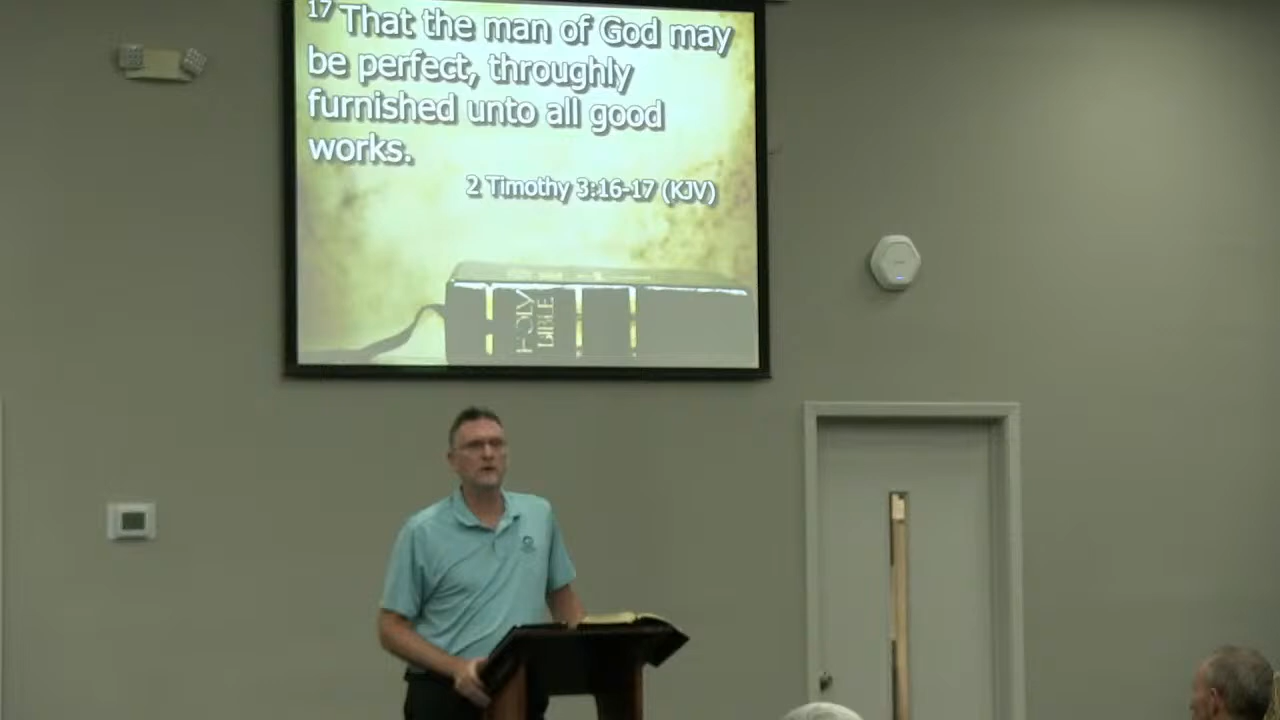 17 That the man of God may
be perfect, throughly
furnished unto all good
works.
2 Timothy 3:16-17 (KJV)
HOLY
BIBLE